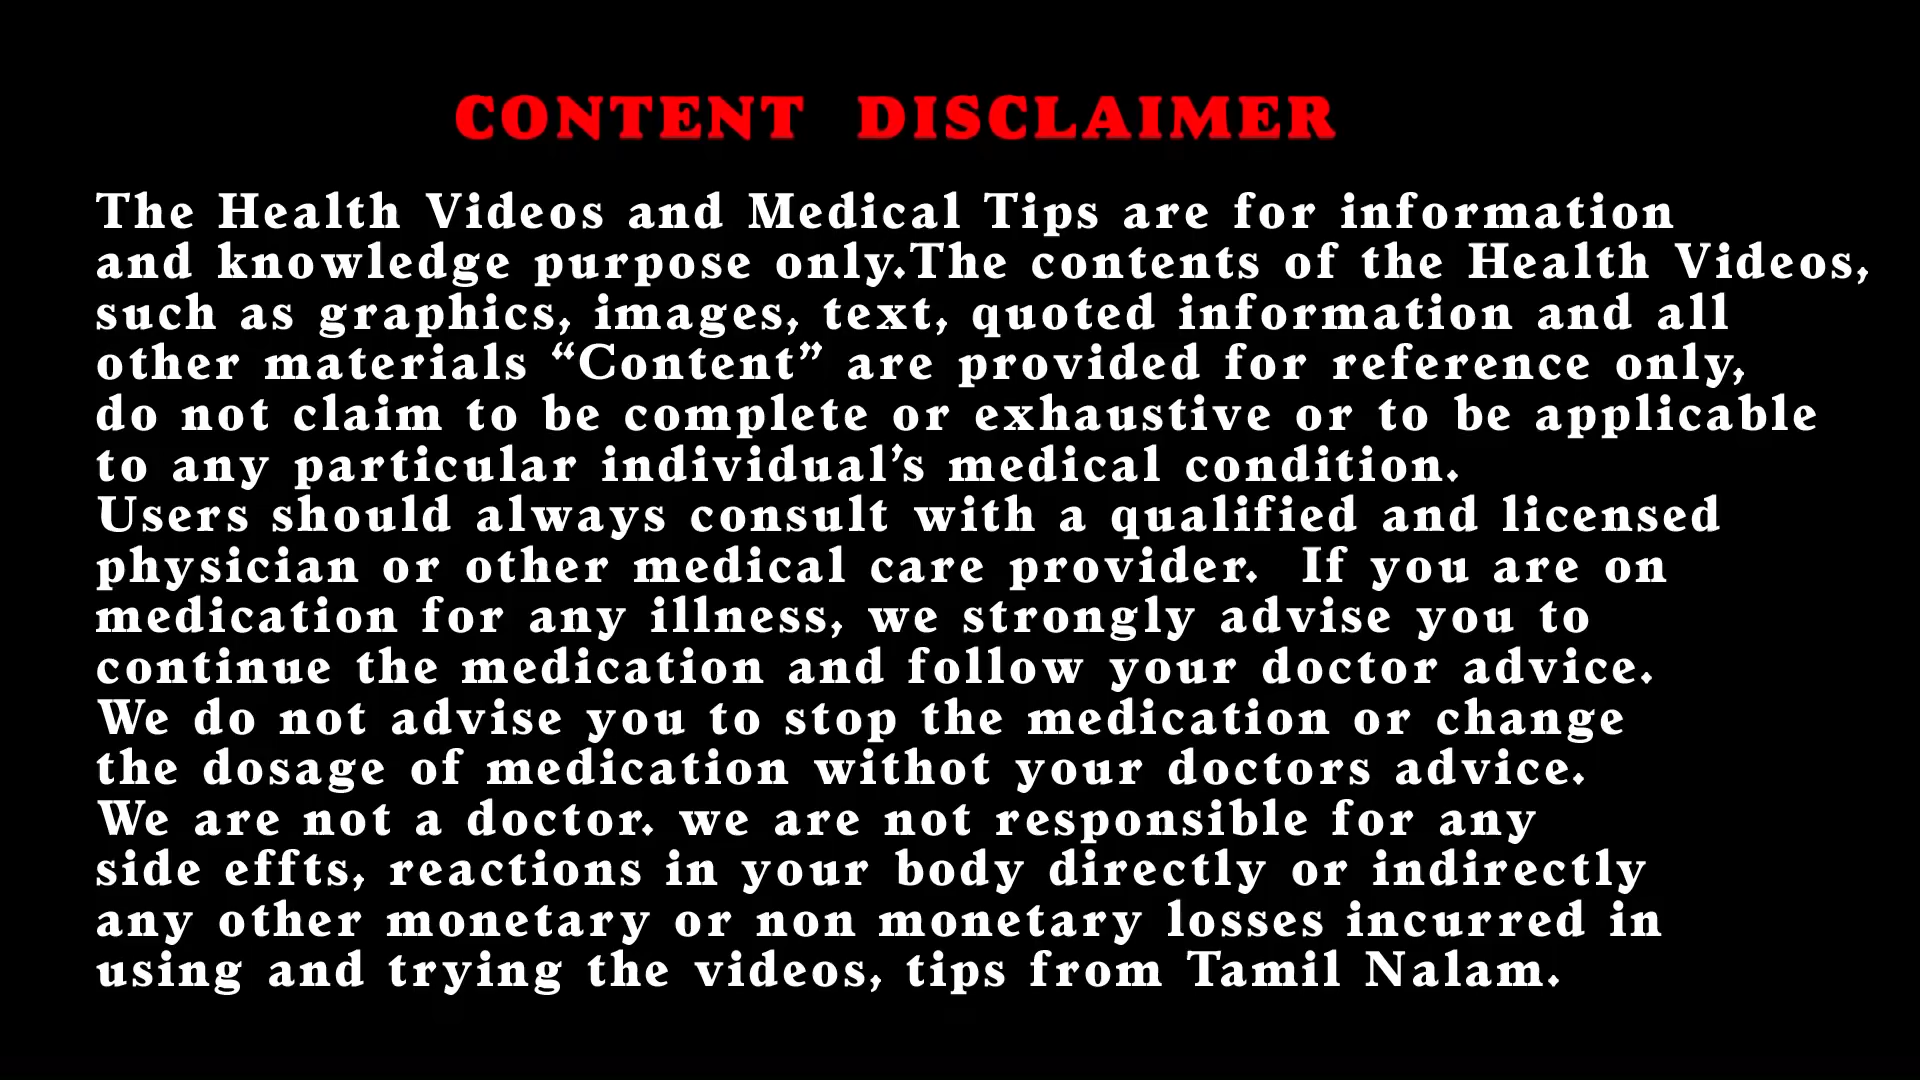 CONTENT DISCLAIMER
The Health Videos and Medical Tips are for information
and knowledge purpose only.The contents of the Health Videos,
such as graphics, images, text, quoted information and all
other materials “Content” are provided for reference only,
do not claim to be complete or exhaustive or to be applicable
to any particular individual’s medical condition.
Users should always consult with a qualified and licensed
physician or other medical care provider.  If you are on
medication for any illness, we strongly advise you to
continue the medication and follow your doctor advice.
We do not advise you to stop the medication or change
the dosage of medication withot your doctors advice.
We are not a doctor. we are not responsible for any
side effts, reactions in your body directly or indirectly
any other monetary or non monetary losses incurred in
using and trying the videos, tips from Tamil Nalam.